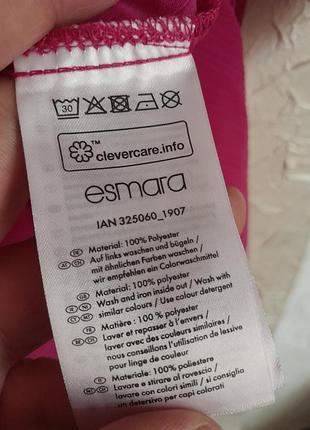 30
clevercare.info
esmara
IAN 325060_1907
DE AT CH Material: 100% Polyester
Auf links waschen und bügeln /
mit ähnlichen Farben waschen /
wir empfehlen ein Colorwaschmittel
Material: 100% polyester
Wash and iron inside out / Wash with
similar colours / Use colour detergent
Matière : 100% polyester
Laver et repasser à l'envers /
laver avec des couleurs similaires /
nous conseillons l'utilisation de lessive
pour linge de couleur
Materiale: 100% poliestere
Lavare e stirare al rovescio /
lavare con colori simili / si consiglia
un detersivo per capi colorati